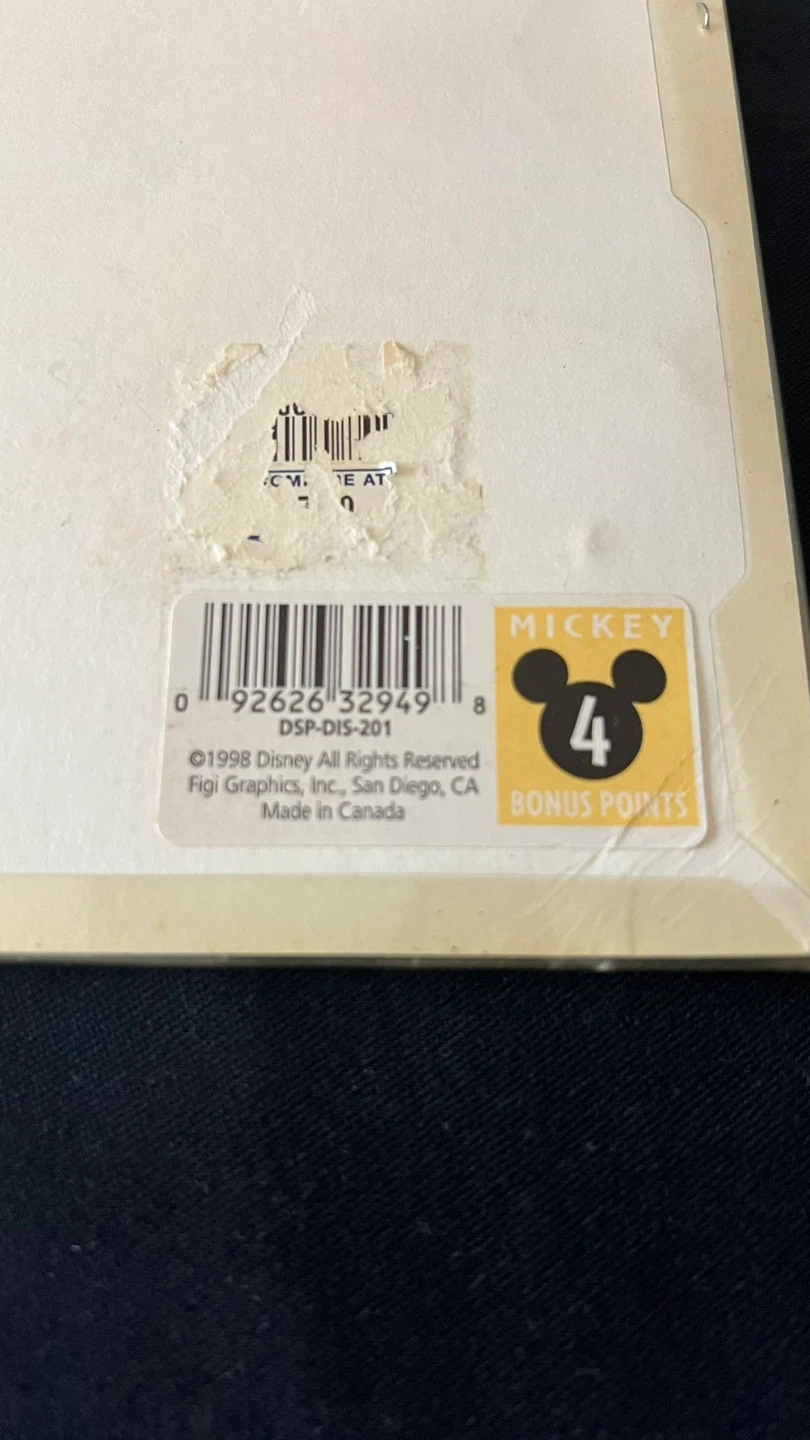 AT
0 92626 32949 8
DSP-DIS-201
©1998 Disney All Rights Reserved
Figi Graphics, Inc., San Diego, CA
Made in Canada
MICKEY
4
BONUS POINTS